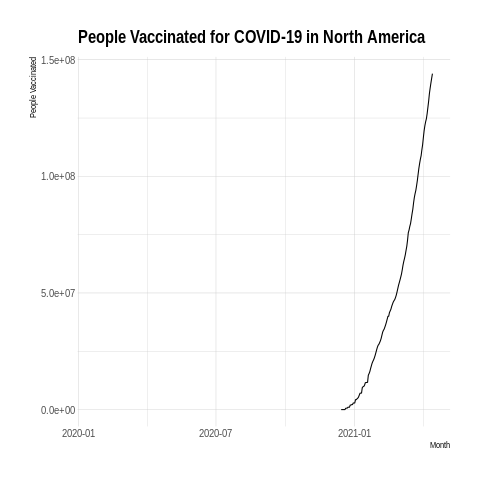 People Vaccinated for COVID-19 in North America
People Vaccinated
1.5e+08
1.0e+08
5.0e+07
0.0e+00
2020-01
2020-07
2021-01
Month